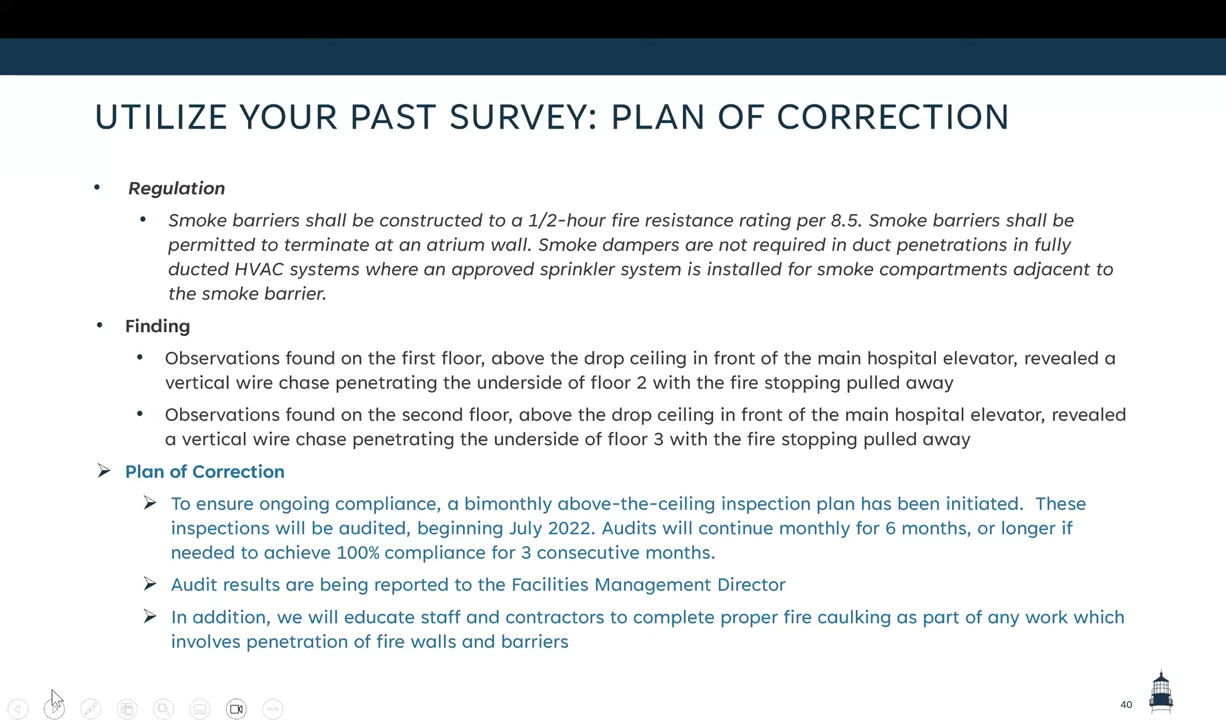 UTILIZE YOUR PAST SURVEY: PLAN OF CORRECTION
• Regulation
• Smoke barriers shall be constructed to a 1/2-hour fire resistance rating per 8.5. Smoke barriers shall be
permitted to terminate at an atrium wall. Smoke dampers are not required in duct penetrations in fully
ducted HVAC systems where an approved sprinkler system is installed for smoke compartments adjacent to
the smoke barrier.
• Finding
• Observations found on the first floor, above the drop ceiling in front of the main hospital elevator, revealed a
vertical wire chase penetrating the underside of floor 2 with the fire stopping pulled away
• Observations found on the second floor, above the drop ceiling in front of the main hospital elevator, revealed
a vertical wire chase penetrating the underside of floor 3 with the fire stopping pulled away
➢ Plan of Correction
➢ To ensure ongoing compliance, a bimonthly above-the-ceiling inspection plan has been initiated.  These
inspections will be audited, beginning July 2022. Audits will continue monthly for 6 months, or longer if
needed to achieve 100% compliance for 3 consecutive months.
➢ Audit results are being reported to the Facilities Management Director
➢ In addition, we will educate staff and contractors to complete proper fire caulking as part of any work which
involves penetration of fire walls and barriers
40